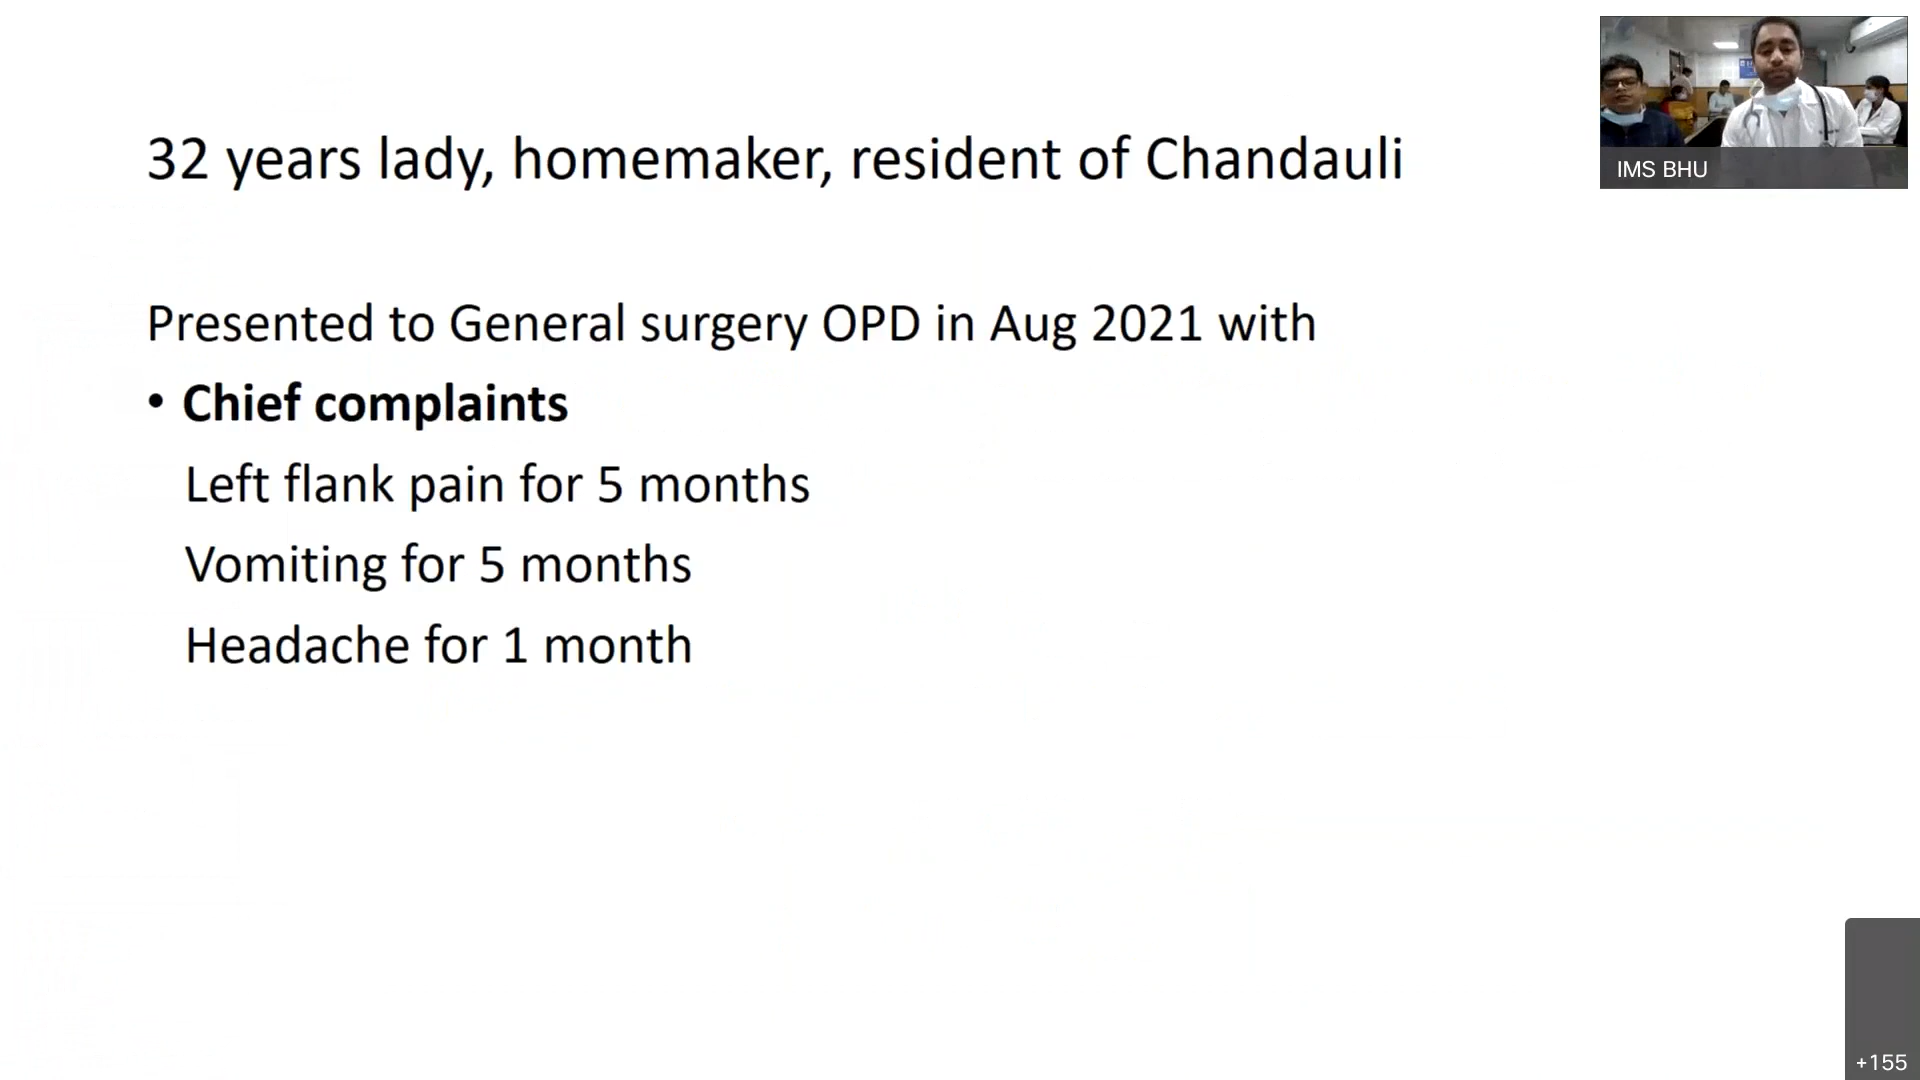 32 years lady, homemaker, resident of Chandauli
Presented to General surgery OPD in Aug 2021 with
• Chief complaints
Left flank pain for 5 months
Vomiting for 5 months
Headache for 1 month
IMS BHU
+155